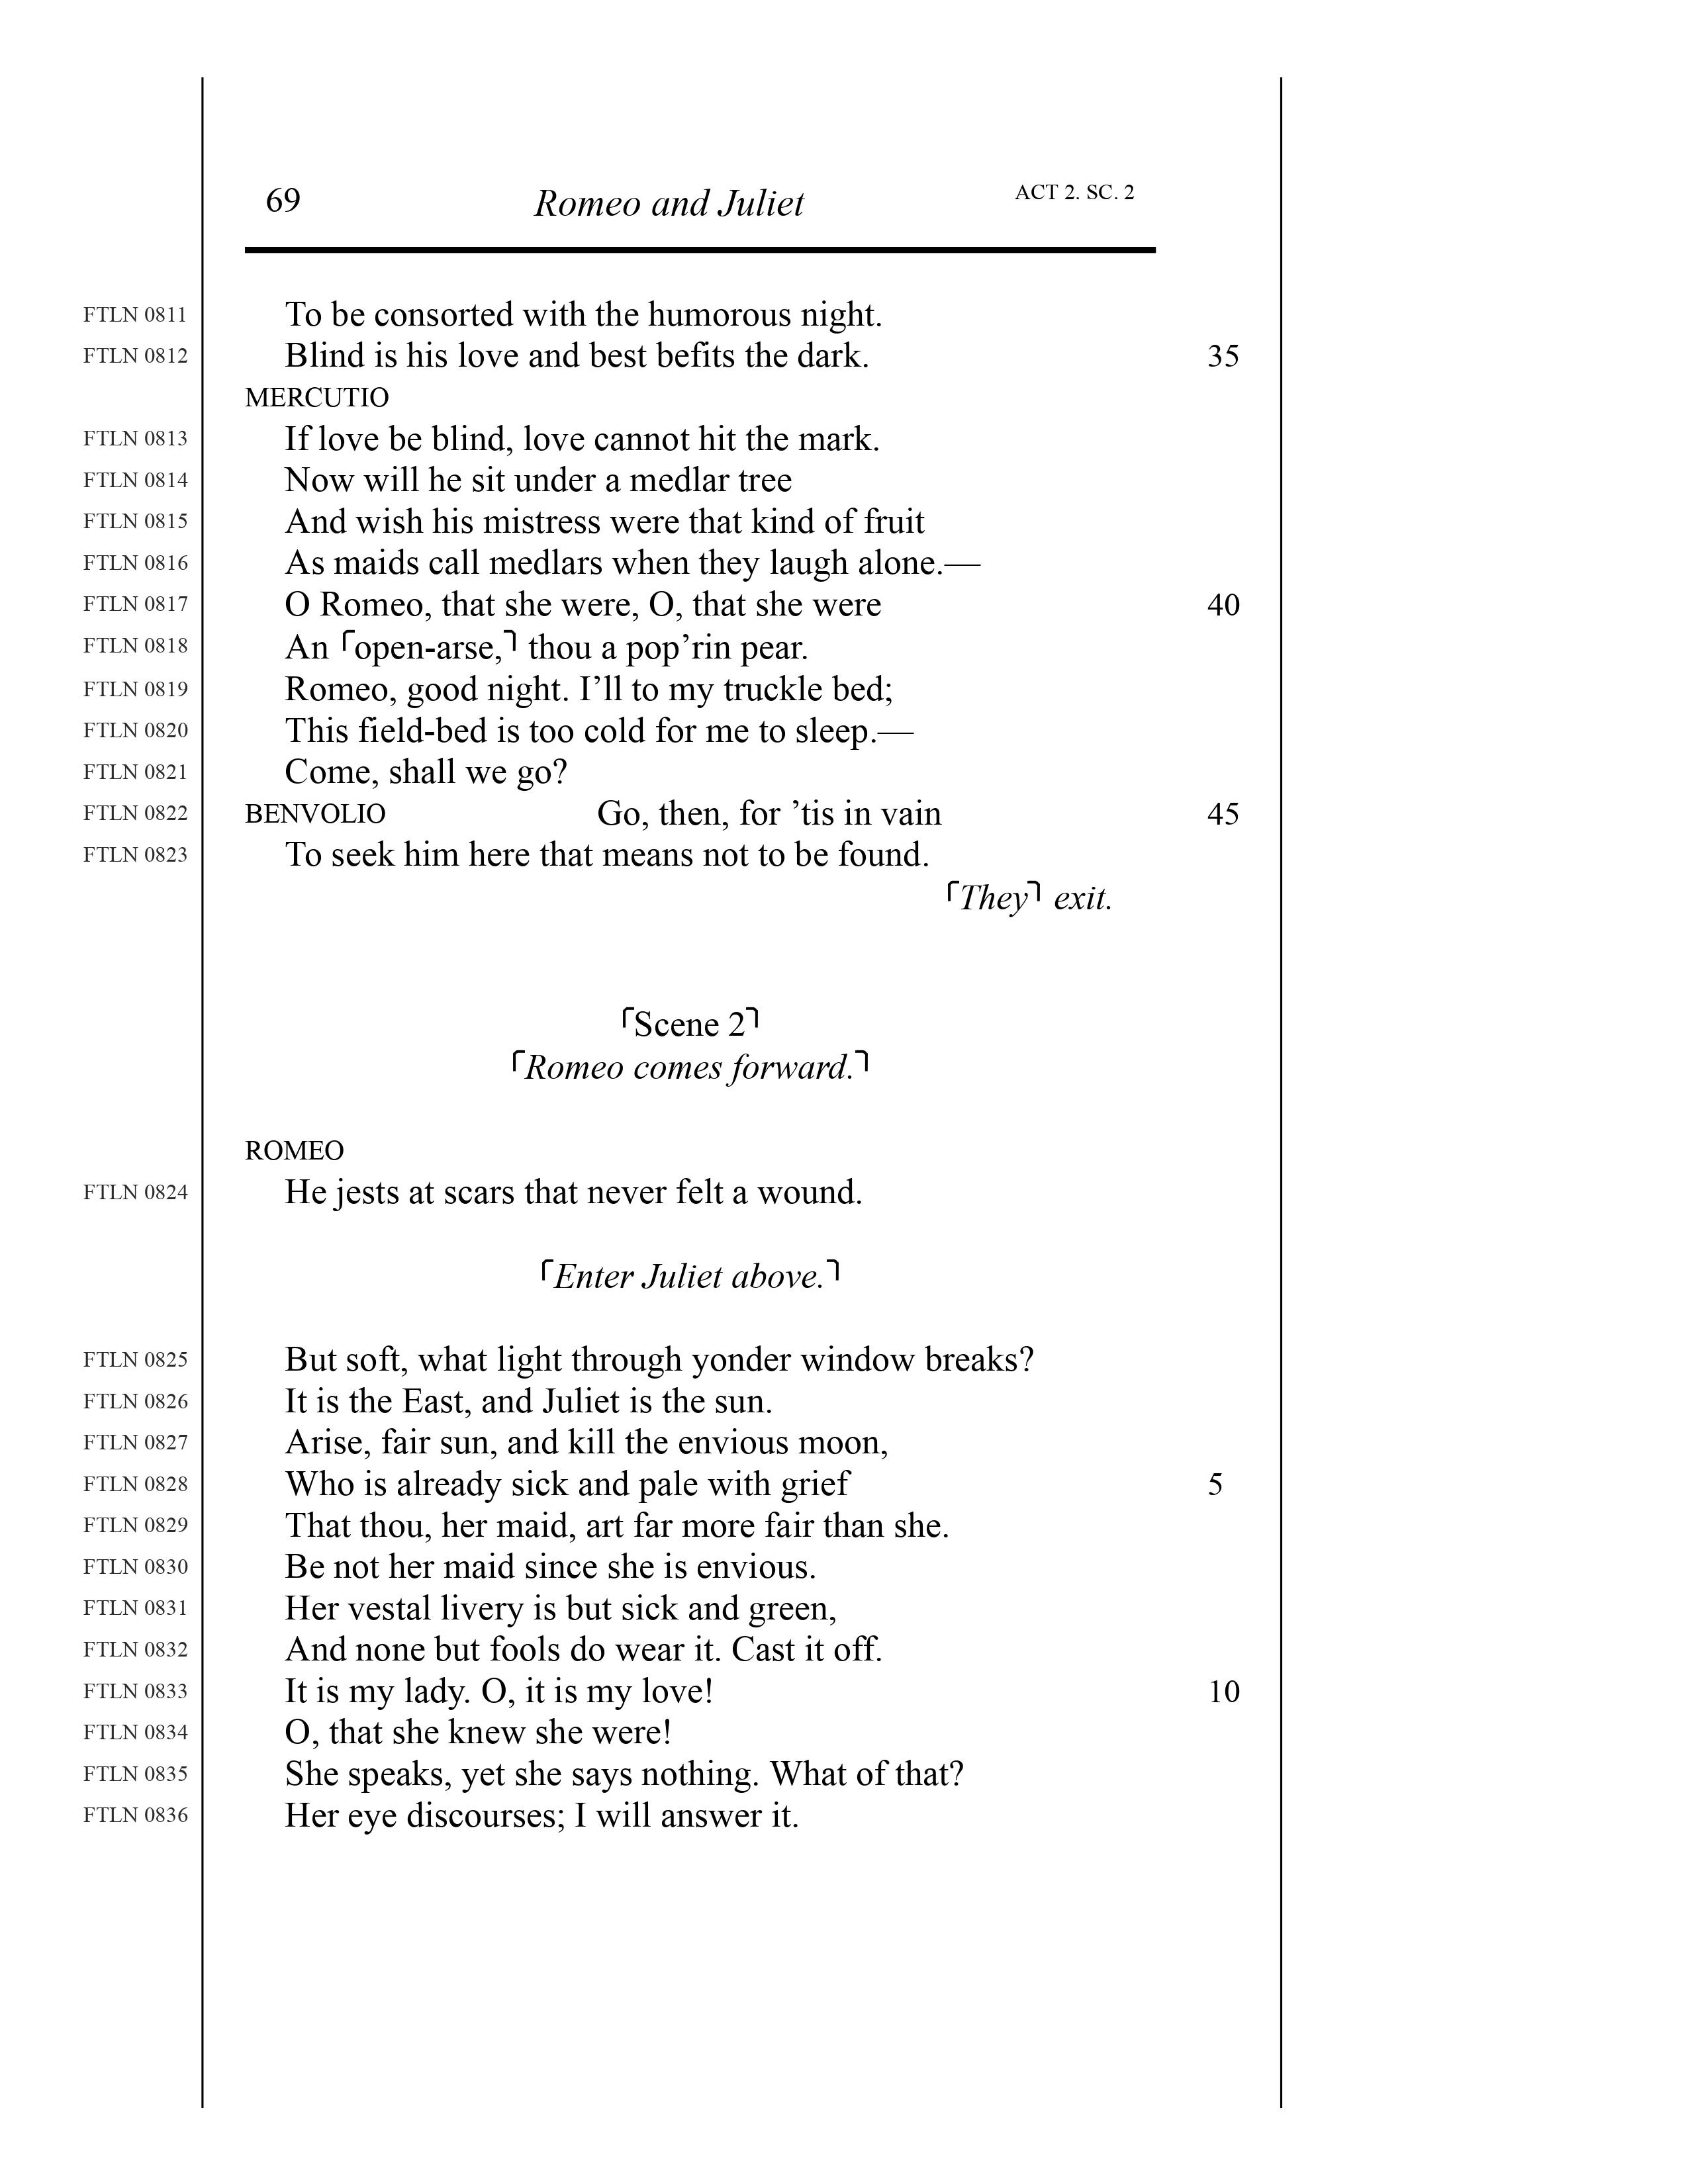 69 Romeo and Juliet ACT 2. SC. 2
FTLN 0811 To be consorted with the humorous night.
FTLN 0812 Blind is his love and best befits the dark. 35
MERCUTIO
FTLN 0813 If love be blind, love cannot hit the mark.
FTLN 0814 Now will he sit under a medlar tree
FTLN 0815 And wish his mistress were that kind of fruit
FTLN 0816 As maids call medlars when they laugh alone.—
FTLN 0817 O Romeo, that she were, O, that she were 40
FTLN 0818 An ⌜open-arse,⌝ thou a pop’rin pear.
FTLN 0819 Romeo, good night. I’ll to my truckle bed;
FTLN 0820 This field-bed is too cold for me to sleep.—
FTLN 0821 Come, shall we go?
FTLN 0822 BENVOLIO Go, then, for ’tis in vain 45
FTLN 0823 To seek him here that means not to be found.
⌜They⌝ exit.
⌜Scene 2⌝
⌜Romeo comes forward.⌝
ROMEO
FTLN 0824 He jests at scars that never felt a wound.
⌜Enter Juliet above.⌝
FTLN 0825 But soft, what light through yonder window breaks?
FTLN 0826 It is the East, and Juliet is the sun.
FTLN 0827 Arise, fair sun, and kill the envious moon,
FTLN 0828 Who is already sick and pale with grief 5
FTLN 0829 That thou, her maid, art far more fair than she.
FTLN 0830 Be not her maid since she is envious.
FTLN 0831 Her vestal livery is but sick and green,
FTLN 0832 And none but fools do wear it. Cast it off.
FTLN 0833 It is my lady. O, it is my love! 10
FTLN 0834 O, that she knew she were!
FTLN 0835 She speaks, yet she says nothing. What of that?
FTLN 0836 Her eye discourses; I will answer it.